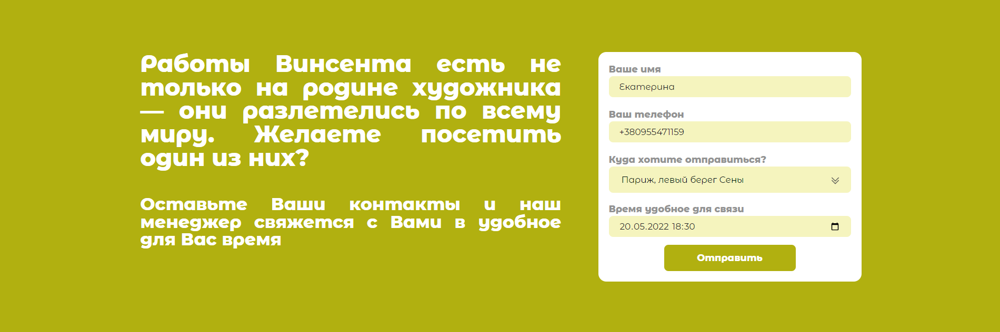 Работы Винсента есть не
только на родине художника
— они разлетелись по всему
миру. Желаете посетить
один из них?
Оставьте Ваши контакты и наш
менеджер свяжется с Вами в удобное
для Вас время
Ваше имя
Екатерина
Ваш телефон
+380955471159
Куда хотите отправиться?
Париж, левый берег Сены
Время удобное для связи
20.05.2022 18:30
Отправить